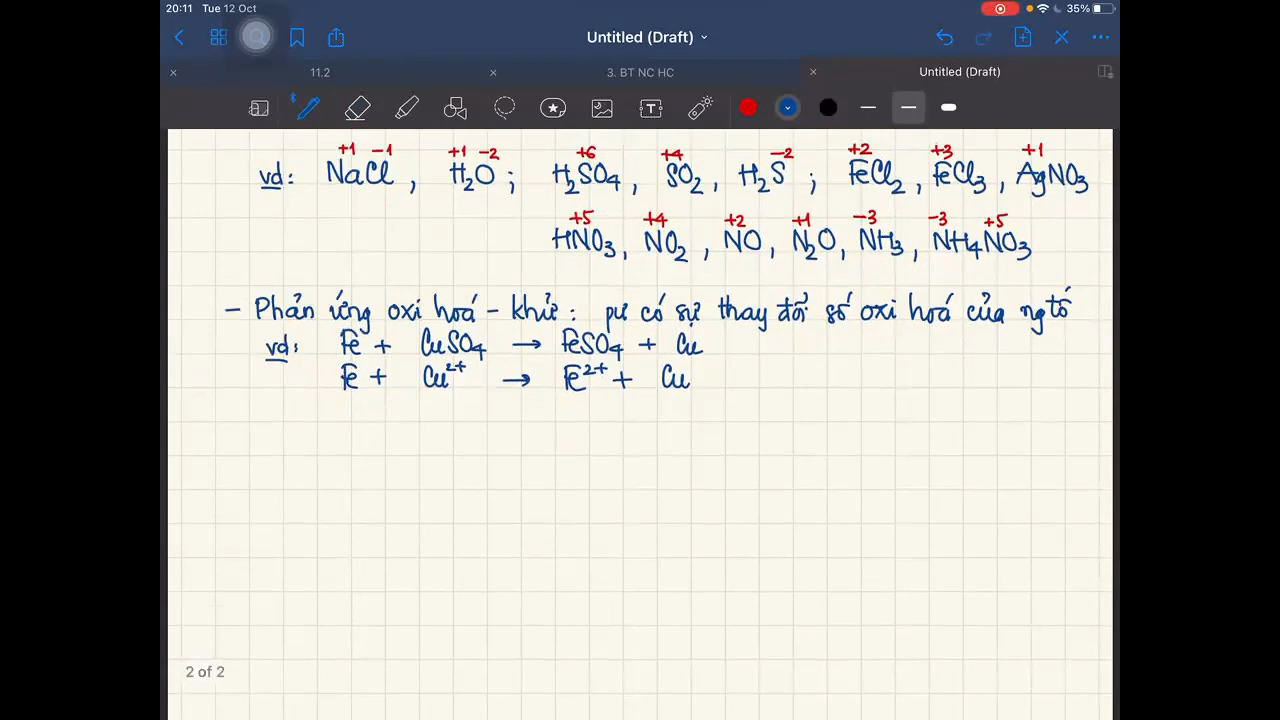 20:11 Tue 12 Oct 35%
Untitled (Draft)
11.2 3. BT NC HC Untitled (Draft)
+1 -1 +1 -2 +6 +4 -2 +2 +3 +1
vd: NaCl, H₂O; H₂SO₄, SO₂, H₂S; FeCl₂, FeCl₃, AgNO₃
+5 +4 +2 +1 -3 -3 +5
HNO₃, NO₂, NO, N₂O, NH₃, NH₄NO₃
- Phản ứng oxi hoá - khử: pư có sự thay đổi số oxi hoá của ng tố
vd: Fe + CuSO₄ → FeSO₄ + Cu
Fe + Cu²⁺ → Fe²⁺ + Cu
2 of 2